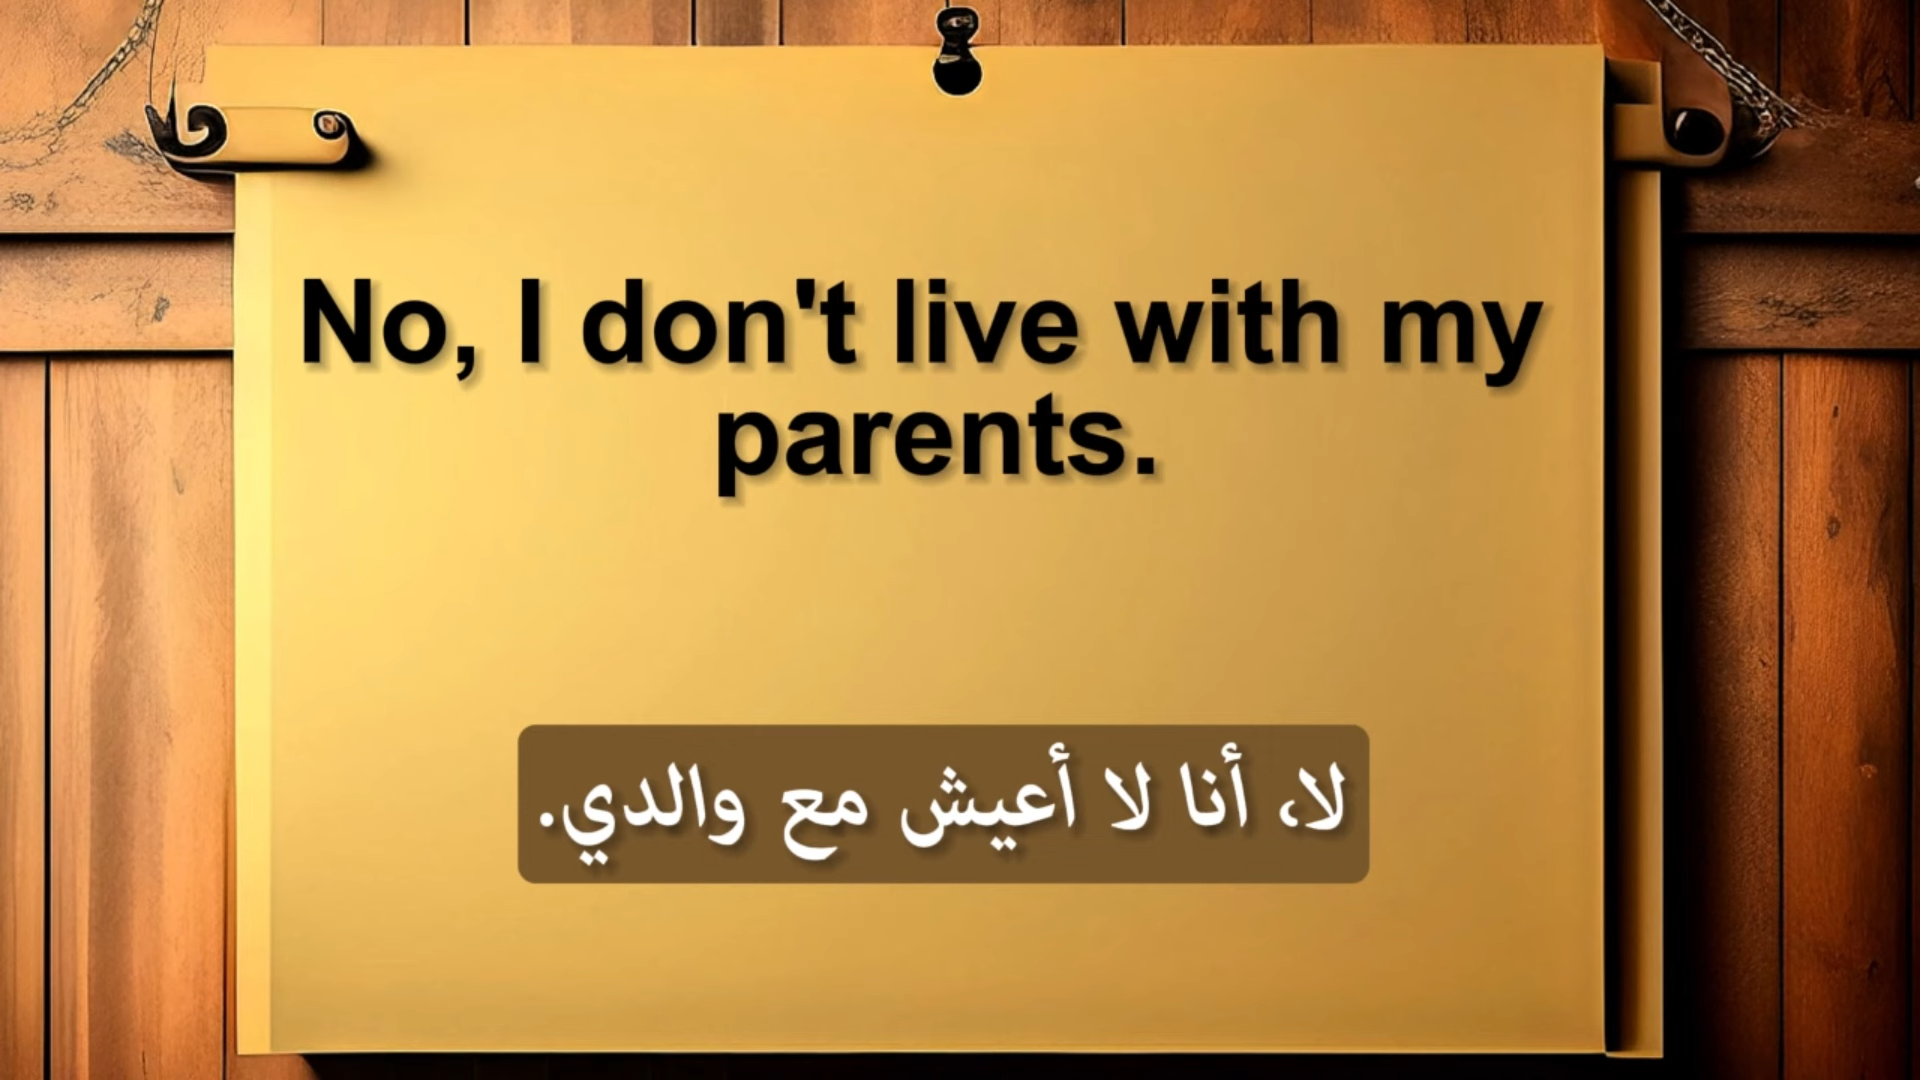 No, I don't live with my
parents.
لا، أنا لا أعيش مع والدي.